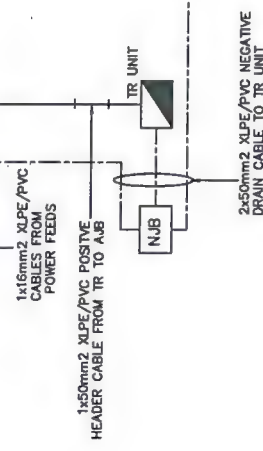 1x16mm2 XLPE/PVC
CABLES FROM
POWER FEEDS
1x50mm2 XLPE/PVC POSITIVE
HEADER CABLE FROM TR TO AJB
TR UNIT
NJB
2x50mm2 XLPE/PVC NEGATIVE
DRAIN CABLE TO TR UNIT